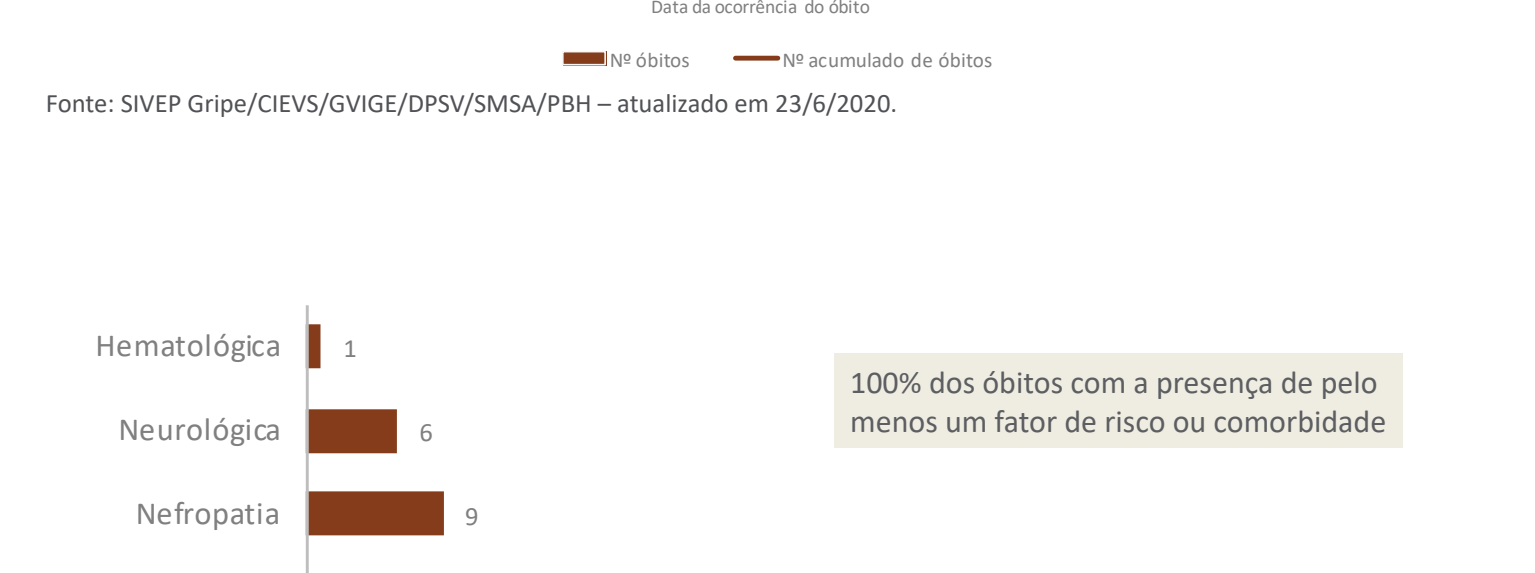 Data da ocorrência do óbito
Nº óbitos Nº acumulado de óbitos
Fonte: SIVEP Gripe/CIEVS/GVIGE/DPSV/SMSA/PBH – atualizado em 23/6/2020.
Hematológica 1
100% dos óbitos com a presença de pelo
menos um fator de risco ou comorbidade
Neurológica 6
Nefropatia 9